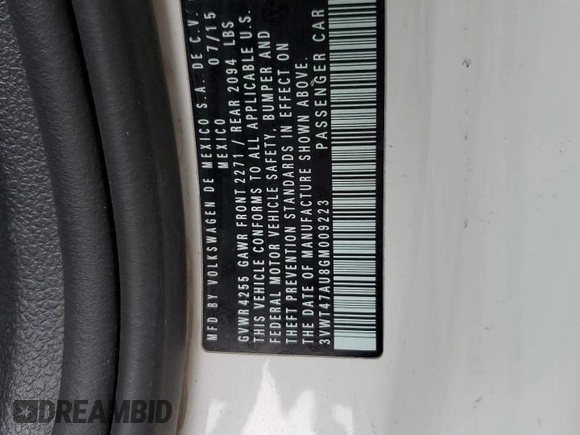 MFD BY VOLKSWAGEN DE MEXICO S.A. DE C.V.
MEXICO 07/15
GVWR4255 GAWR FRONT 2271/ REAR 2094 LBS
THIS VEHICLE CONFORMS TO ALL APPLICABLE U.S.
FEDERAL MOTOR VEHICLE SAFETY, BUMPER AND
THEFT PREVENTION STANDARDS IN EFFECT ON
THE DATE OF MANUFACTURE SHOWN ABOVE.
3VWT47AU8GM009223 PASSENGER CAR
DREAMBID